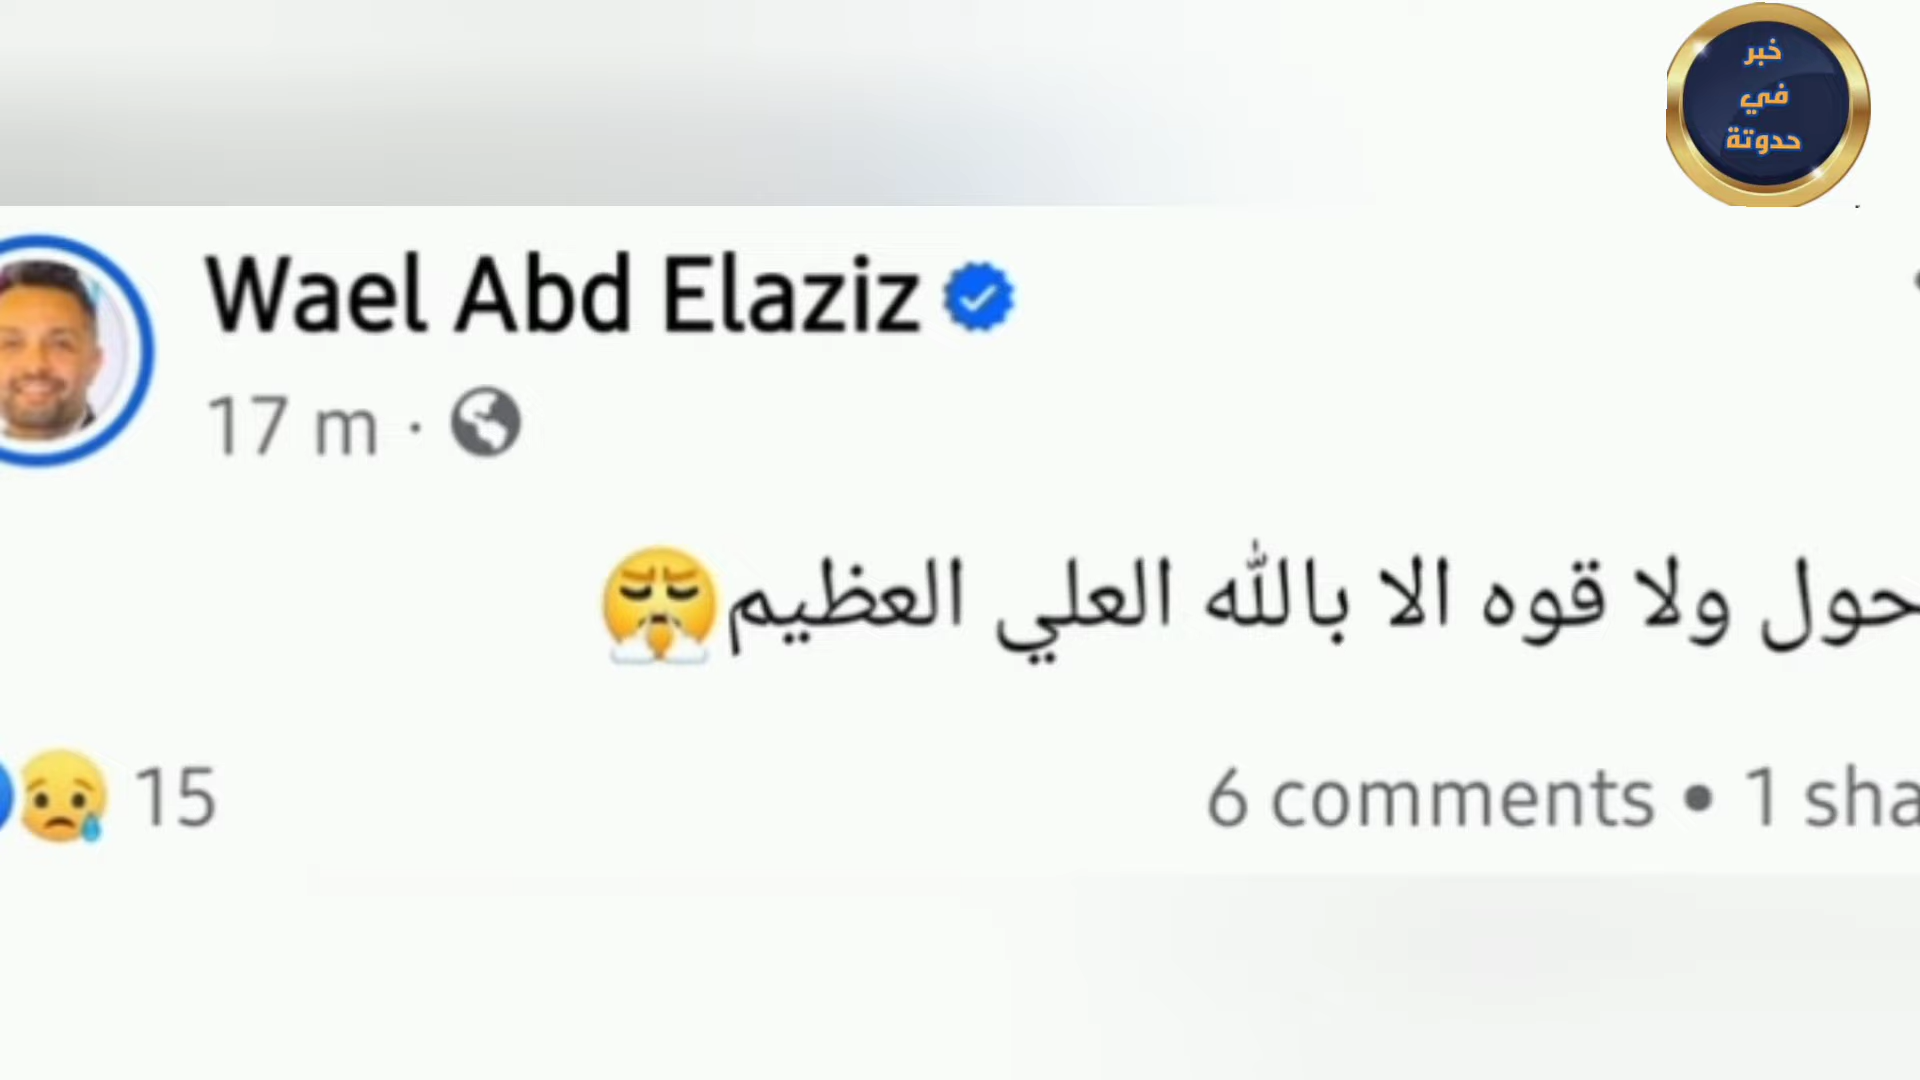 خبر
في
حدوتة
Wael Abd Elaziz
17 m ·
حول ولا قوه الا بالله العلي العظيم😤
15
6 comments • 1 sha